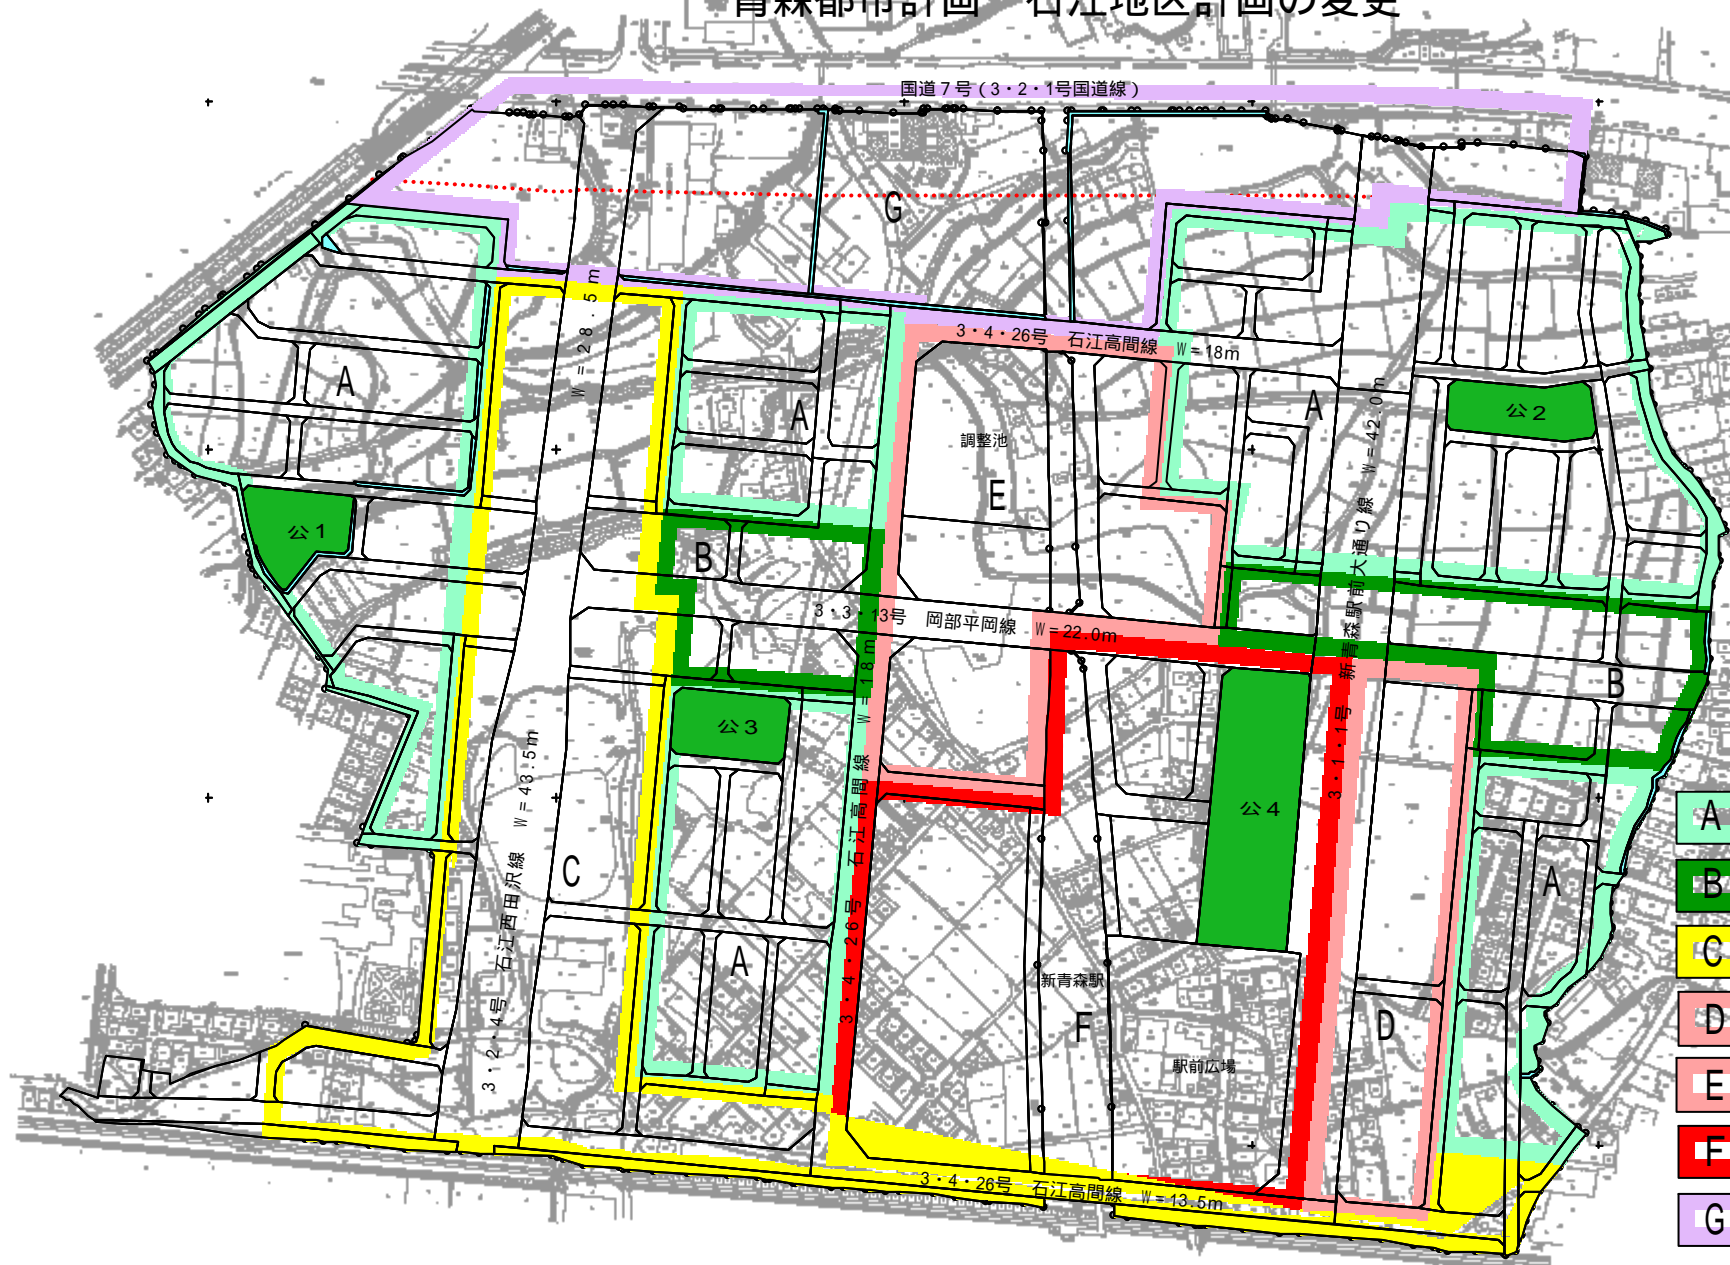 青森都市計画 石江地区計画の変更
国道7号(3・2・1号国道線)
G
3・4・26号 石江高間線 W=18m
W=28.5m
A
A
A
調整池
E
公2
W=42.0m
公1
B
3・3・13号 岡部平岡線 W=22.0m
3・1・1号 新青森駅前大通り線
B
公3
3・4・26号 石江高間線 W=18m
公4
3・2・4号 石江西田沢線 W=43.5m
C
A
A
新青森駅
F
D
駅前広場
3・4・26号 石江高間線 W=13.5m
A
B
C
D
E
F
G